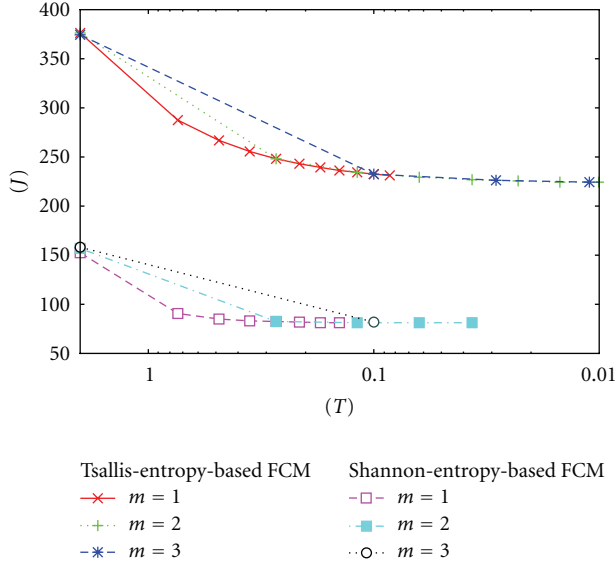 400
350
300
250
200
150
100
50
(J)
1
0.1
0.01
(T)
Tsallis-entropy-based FCM
m = 1
m = 2
m = 3
Shannon-entropy-based FCM
m = 1
m = 2
m = 3